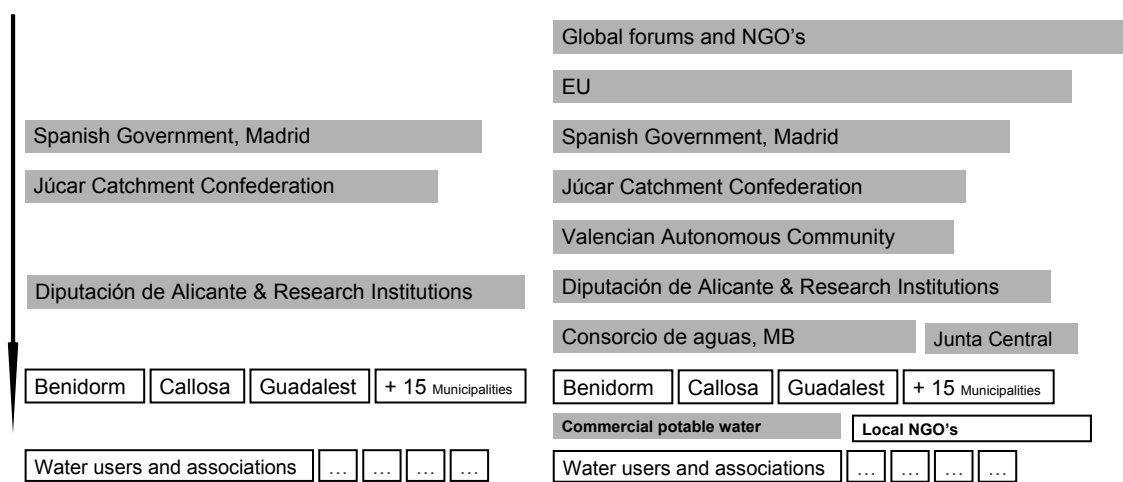 Global forums and NGO's
EU
Spanish Government, Madrid
Spanish Government, Madrid
Júcar Catchment Confederation
Júcar Catchment Confederation
Valencian Autonomous Community
Diputación de Alicante & Research Institutions
Diputación de Alicante & Research Institutions
Consorcio de aguas, MB
Junta Central
Benidorm
Callosa
Guadalest
+ 15 Municipalities
Benidorm
Callosa
Guadalest
+ 15 Municipalities
Commercial potable water
Local NGO's
Water users and associations
…
…
…
…
Water users and associations
…
…
…
…